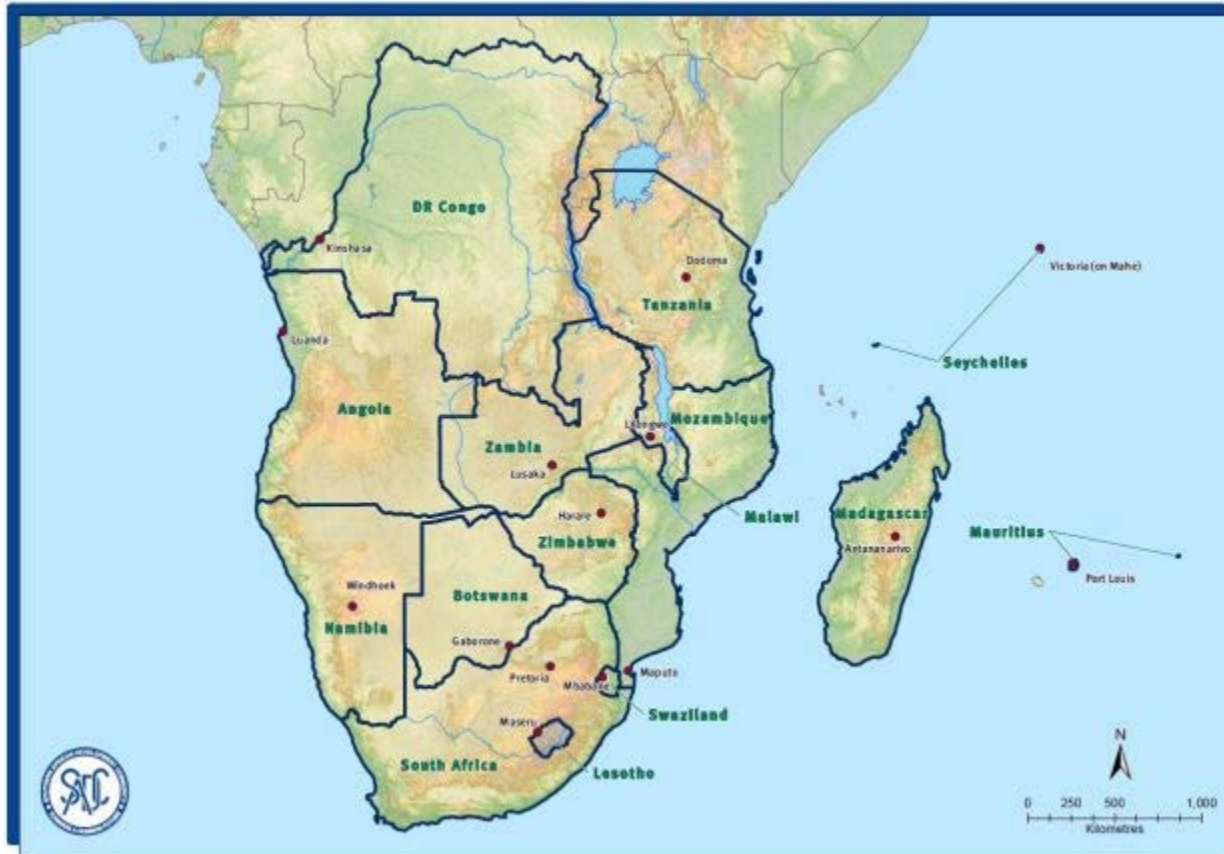 DR Congo
Kinshasa
Dodoma
Tanzania
Victoria (on Mahe)
Luanda
Seychelles
Angola
Mozambique
Lilongwe
Zambia
Lusaka
Harare
Malawi
Madagascar
Zimbabwe
Antananarivo
Mauritius
Port Louis
Windhoek
Botswana
Namibia
Gaborone
Pretoria
Mbabane
Maputo
Swaziland
Maseru
South Africa
Lesotho
SADC
N
0 250 500 1,000
Kilometres